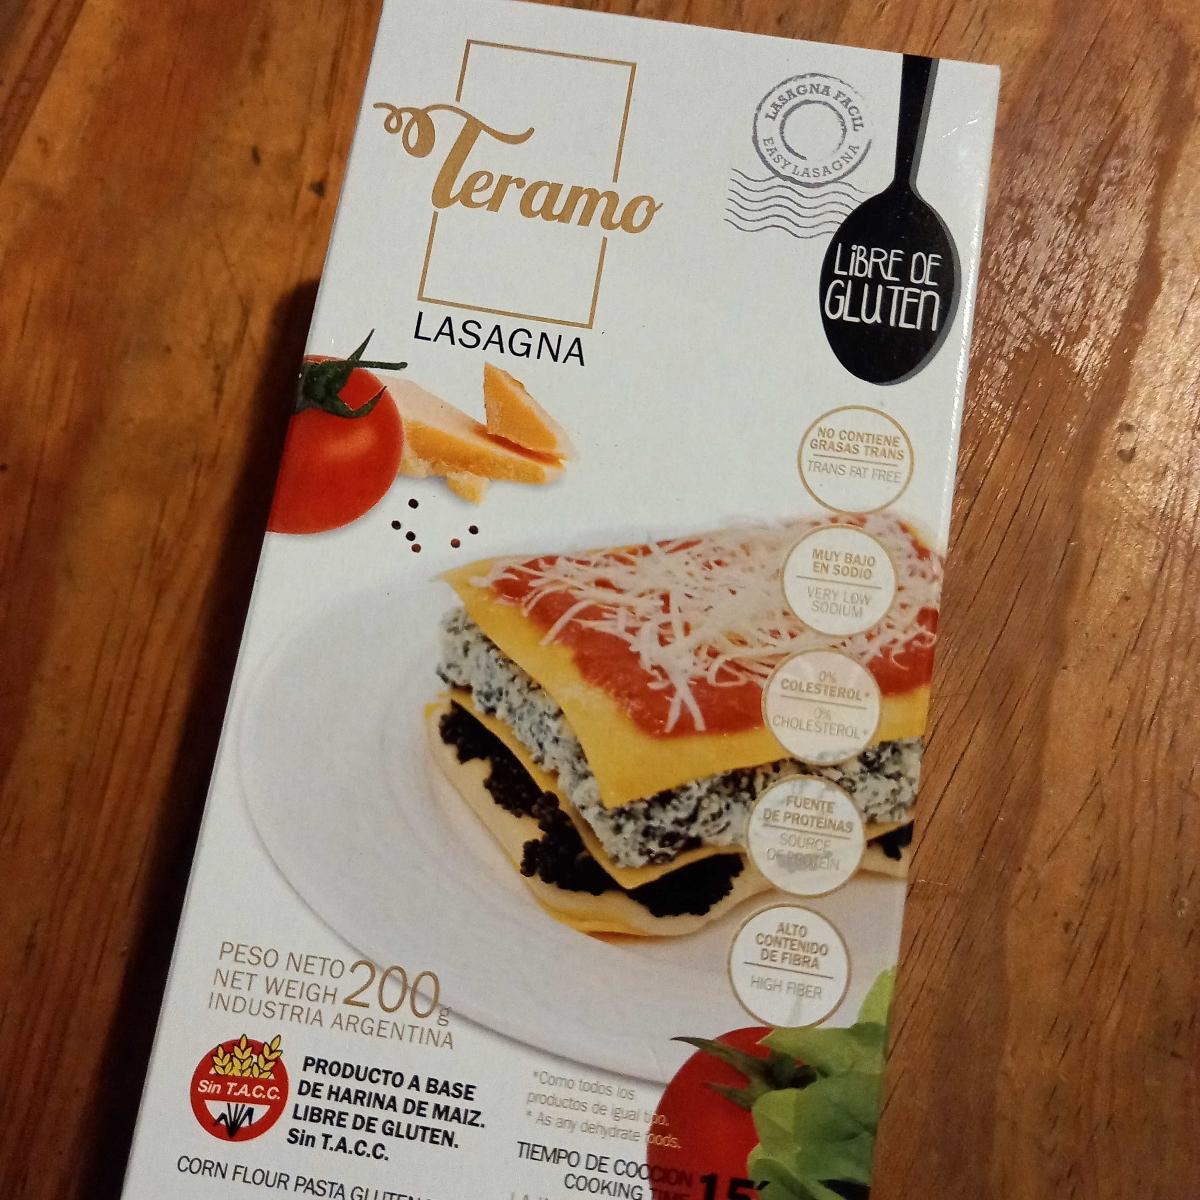 Teramo
LASAGNA
LASAGNA FACIL
EASY LASAGNA
LIBRE DE
GLUTEN
NO CONTIENE
GRASAS TRANS
TRANS FAT FREE
MUY BAJO
EN SODIO
VERY LOW
SODIUM
0%
COLESTEROL*
0%
CHOLESTEROL*
FUENTE
DE PROTEINAS
SOURCE
OF PROTEIN
ALTO
CONTENIDO
DE FIBRA
HIGH FIBER
PESO NETO
NET WEIGH 200g
INDUSTRIA ARGENTINA
Sin T.A.C.C.
PRODUCTO A BASE
DE HARINA DE MAIZ.
LIBRE DE GLUTEN.
Sin T.A.C.C.
CORN FLOUR PASTA
*Como todos los
productos de igual tipo.
* As any dehydrate foods.
TIEMPO DE COCCION
COOKING TIME 15'